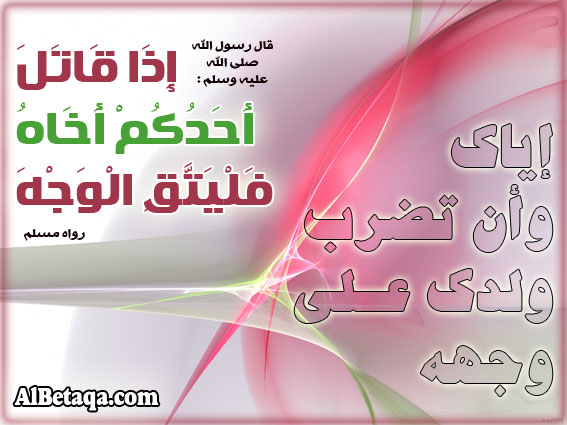 قال رسول الله
صلى الله
عليه وسلم :
إِذَا قَاتَلَ
أَحَدُكُمْ أَخَاهُ
فَلْيَتَّقِ الْوَجْهَ
رواه مسلم
إياك
وأن تضرب
ولدك على
وجهه
AlBetaqa.com